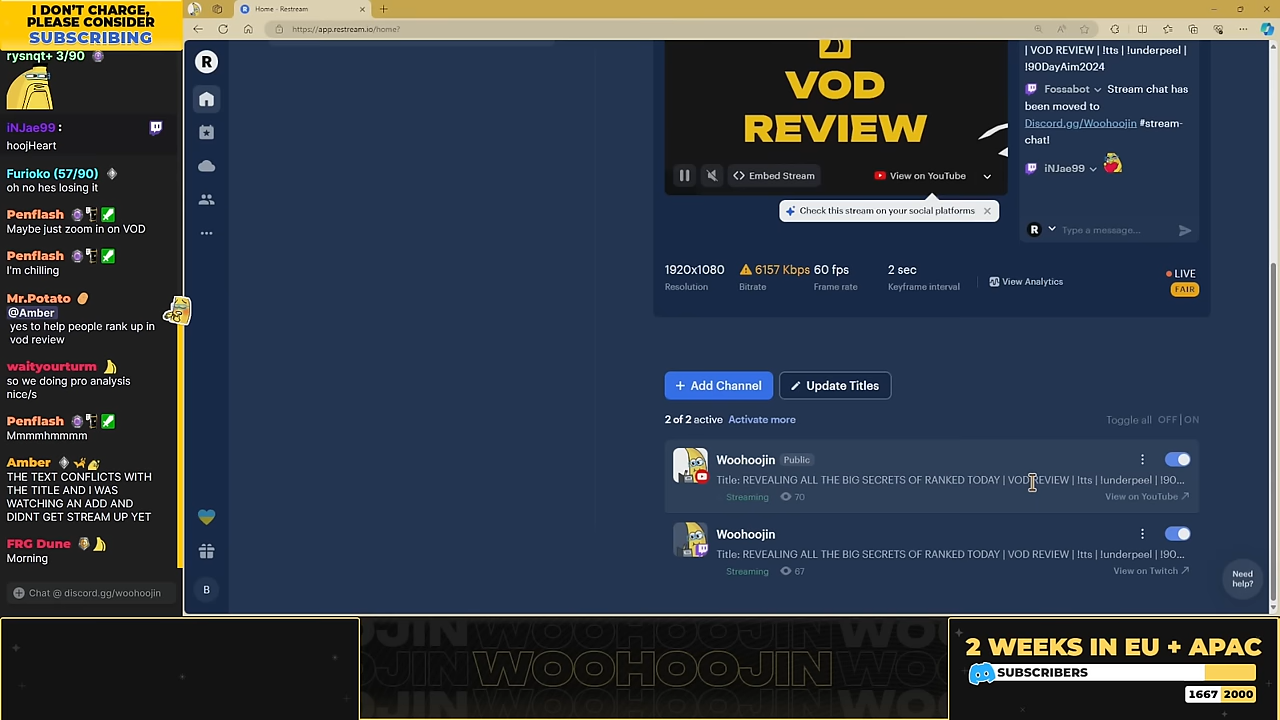 I DON'T CHARGE,
PLEASE CONSIDER
SUBSCRIBING
rysnqt+ 3/90
iNJae99 :
hoojHeart
Furioko (57/90)
oh no hes losing it
Penflash
Maybe just zoom in on VOD
Penflash
I'm chilling
Mr.Potato
@Amber
yes to help people rank up in
vod review
waityourturm
so we doing pro analysis
nice/s
Penflash
Mmmmhmmmm
Amber
THE TEXT CONFLICTS WITH
THE TITLE AND I WAS
WATCHING AN ADD AND
DIDNT GET STREAM UP YET
FRG Dune
Morning
Chat @ discord.gg/woohoojin
Home - Restream
https://app.restream.io/home?
R
B
VOD
REVIEW
Embed Stream
View on YouTube
Check this stream on your social platforms
| VOD REVIEW | !tts | !underpeel |
!90DayAim2024
Fossabot
Stream chat has
been moved to
Discord.gg/Woohoojin #stream-
chat!
iNJae99
R
Type a message...
1920x1080
Resolution
6157 Kbps
Bitrate
60 fps
Frame rate
2 sec
Keyframe interval
View Analytics
LIVE
FAIR
+ Add Channel
Update Titles
2 of 2 active
Activate more
Toggle all OFF | ON
Woohoojin
Public
Title: REVEALING ALL THE BIG SECRETS OF RANKED TODAY | VOD REVIEW | !tts | !underpeel | !90...
Streaming
70
View on YouTube
Woohoojin
Title: REVEALING ALL THE BIG SECRETS OF RANKED TODAY | VOD REVIEW | !tts | !underpeel | !90...
Streaming
67
View on Twitch
Need
help?
OJIN WOOHOOJIN WOO
OJIN WOOHOOJIN WOO
2 WEEKS IN EU + APAC
SUBSCRIBERS
1667 2000